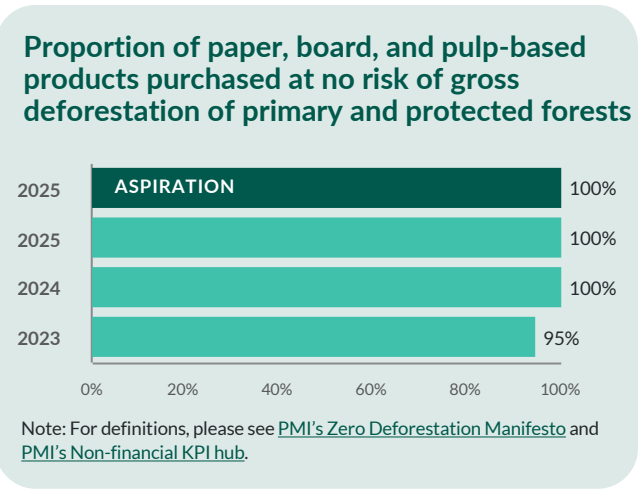 Proportion of paper, board, and pulp-based
products purchased at no risk of gross
deforestation of primary and protected forests
2025 ASPIRATION 100%
2025 100%
2024 100%
2023 95%
0% 20% 40% 60% 80% 100%
Note: For definitions, please see PMI’s Zero Deforestation Manifesto and
PMI’s Non-financial KPI hub.